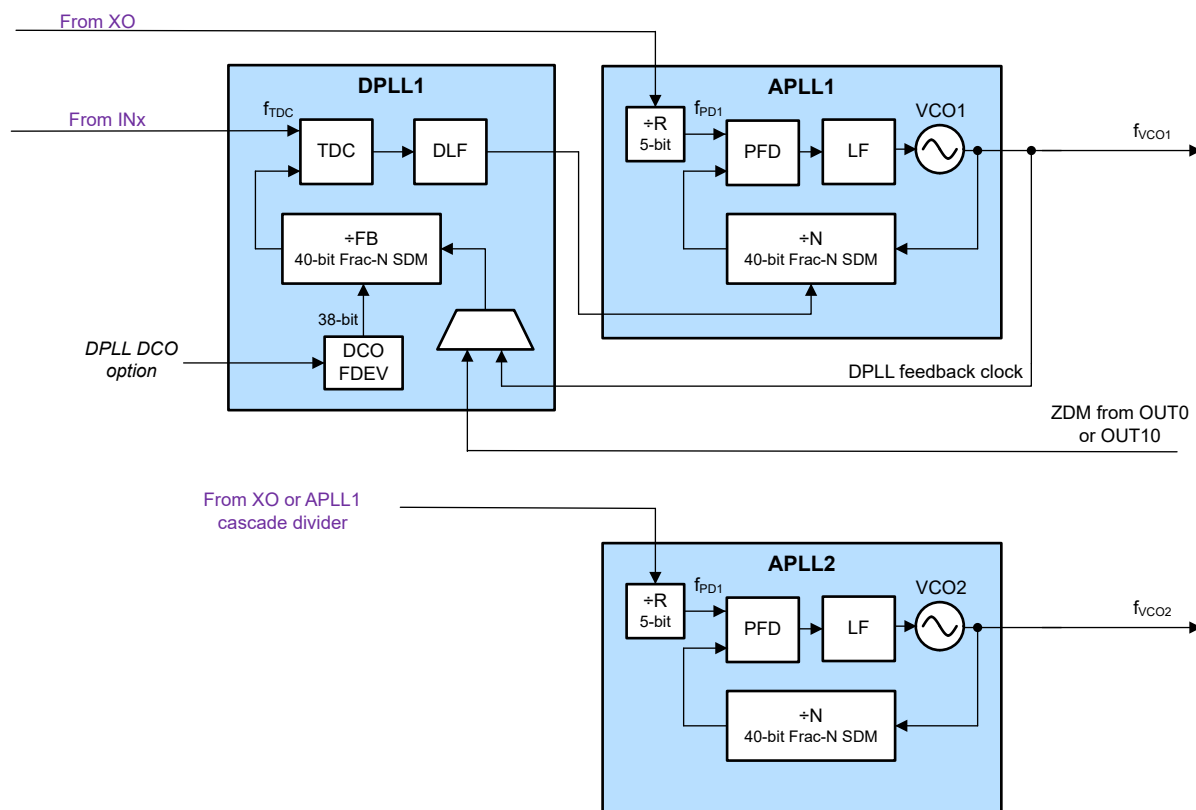 From XO
DPLL1
APLL1
From INx
fTDC
TDC
DLF
÷R
5-bit
fPD1
PFD
LF
VCO1
fVCO1
÷FB
40-bit Frac-N SDM
÷N
40-bit Frac-N SDM
38-bit
DPLL DCO
option
DCO
FDEV
DPLL feedback clock
ZDM from OUT0
or OUT10
From XO or APLL1
cascade divider
APLL2
÷R
5-bit
fPD1
PFD
LF
VCO2
fVCO2
÷N
40-bit Frac-N SDM